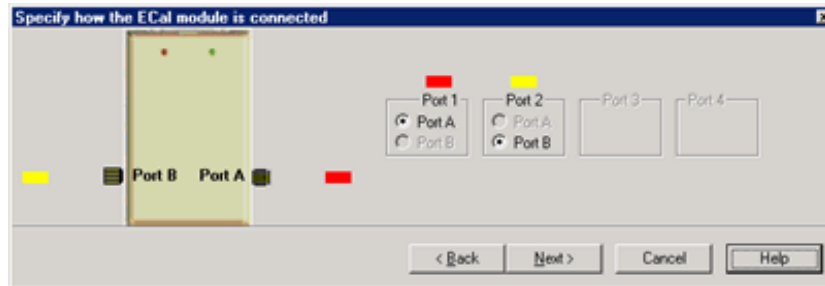 Specify how the ECal module is connected
Port 1
Port 2
Port 3
Port 4
Port A
Port A
Port B
Port B
Port B
Port A
< Back
Next >
Cancel
Help